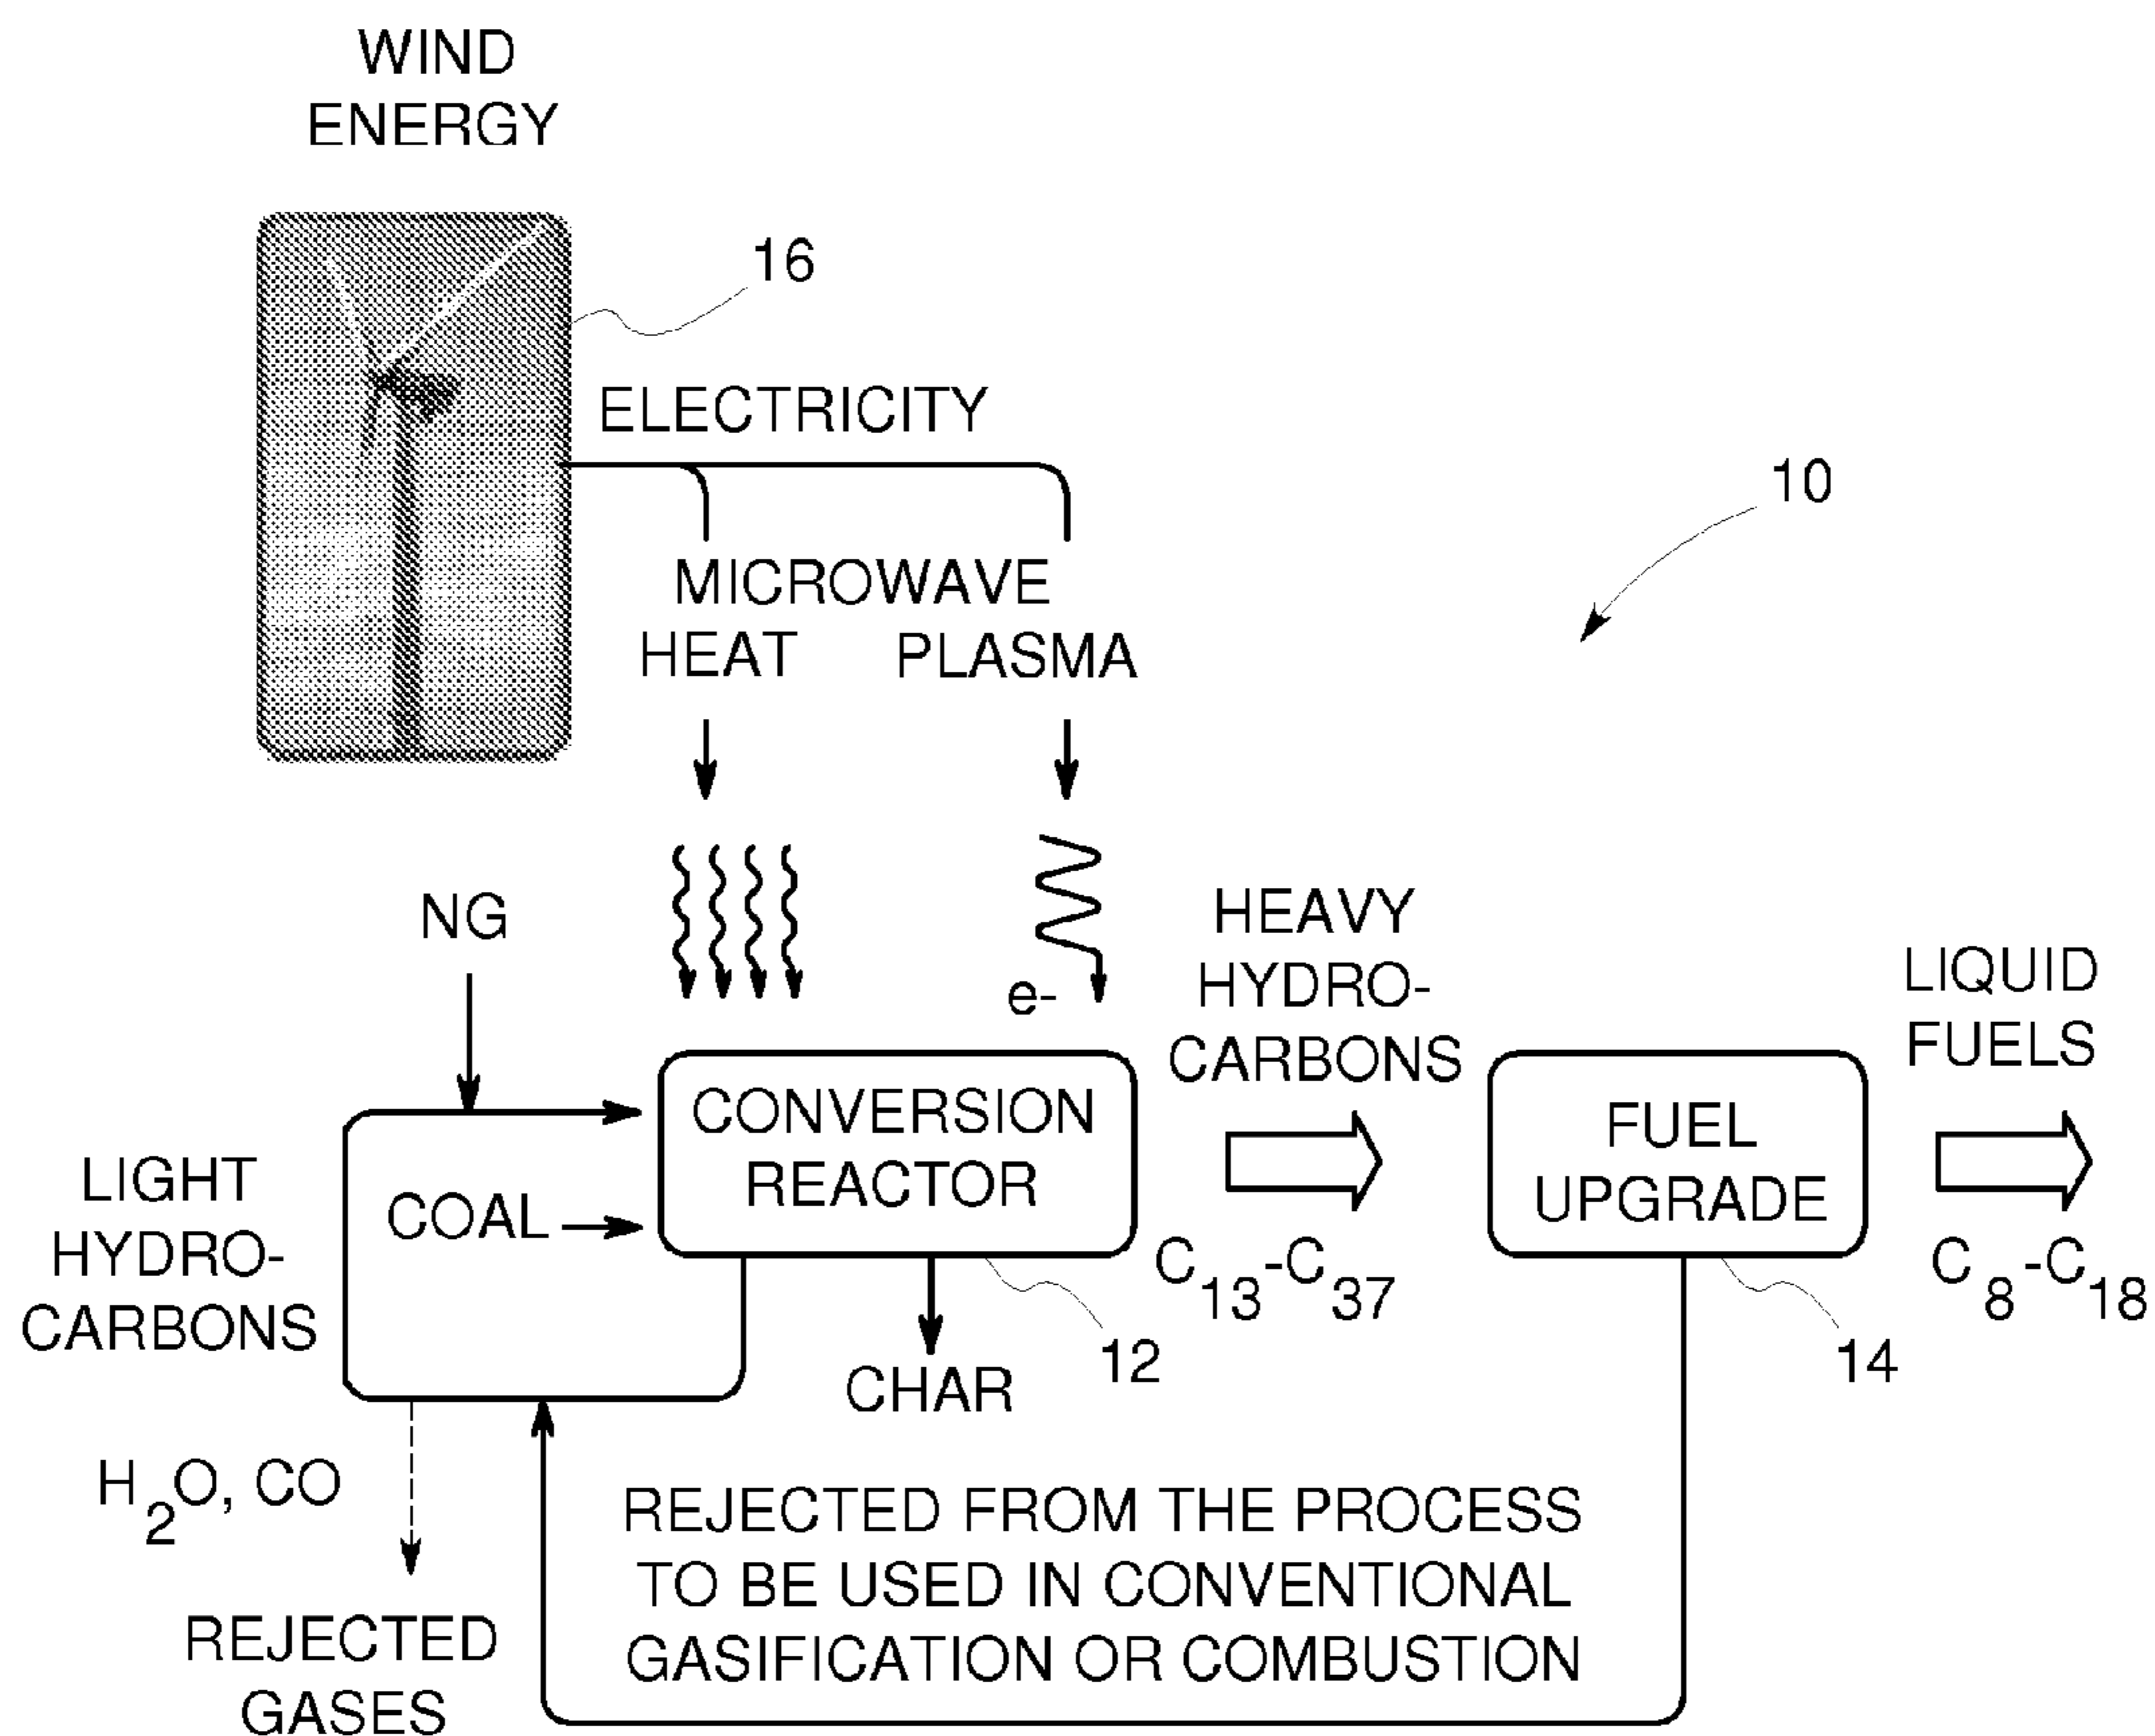 WIND
ENERGY
16
ELECTRICITY
10
MICROWAVE
HEAT PLASMA
NG
e-
HEAVY
HYDRO-
CARBONS
LIQUID
FUELS
CONVERSION
REACTOR
FUEL
UPGRADE
LIGHT
HYDRO-
CARBONS
COAL
C13-C37
C8-C18
12
14
CHAR
H2O, CO
REJECTED
GASES
REJECTED FROM THE PROCESS
TO BE USED IN CONVENTIONAL
GASIFICATION OR COMBUSTION